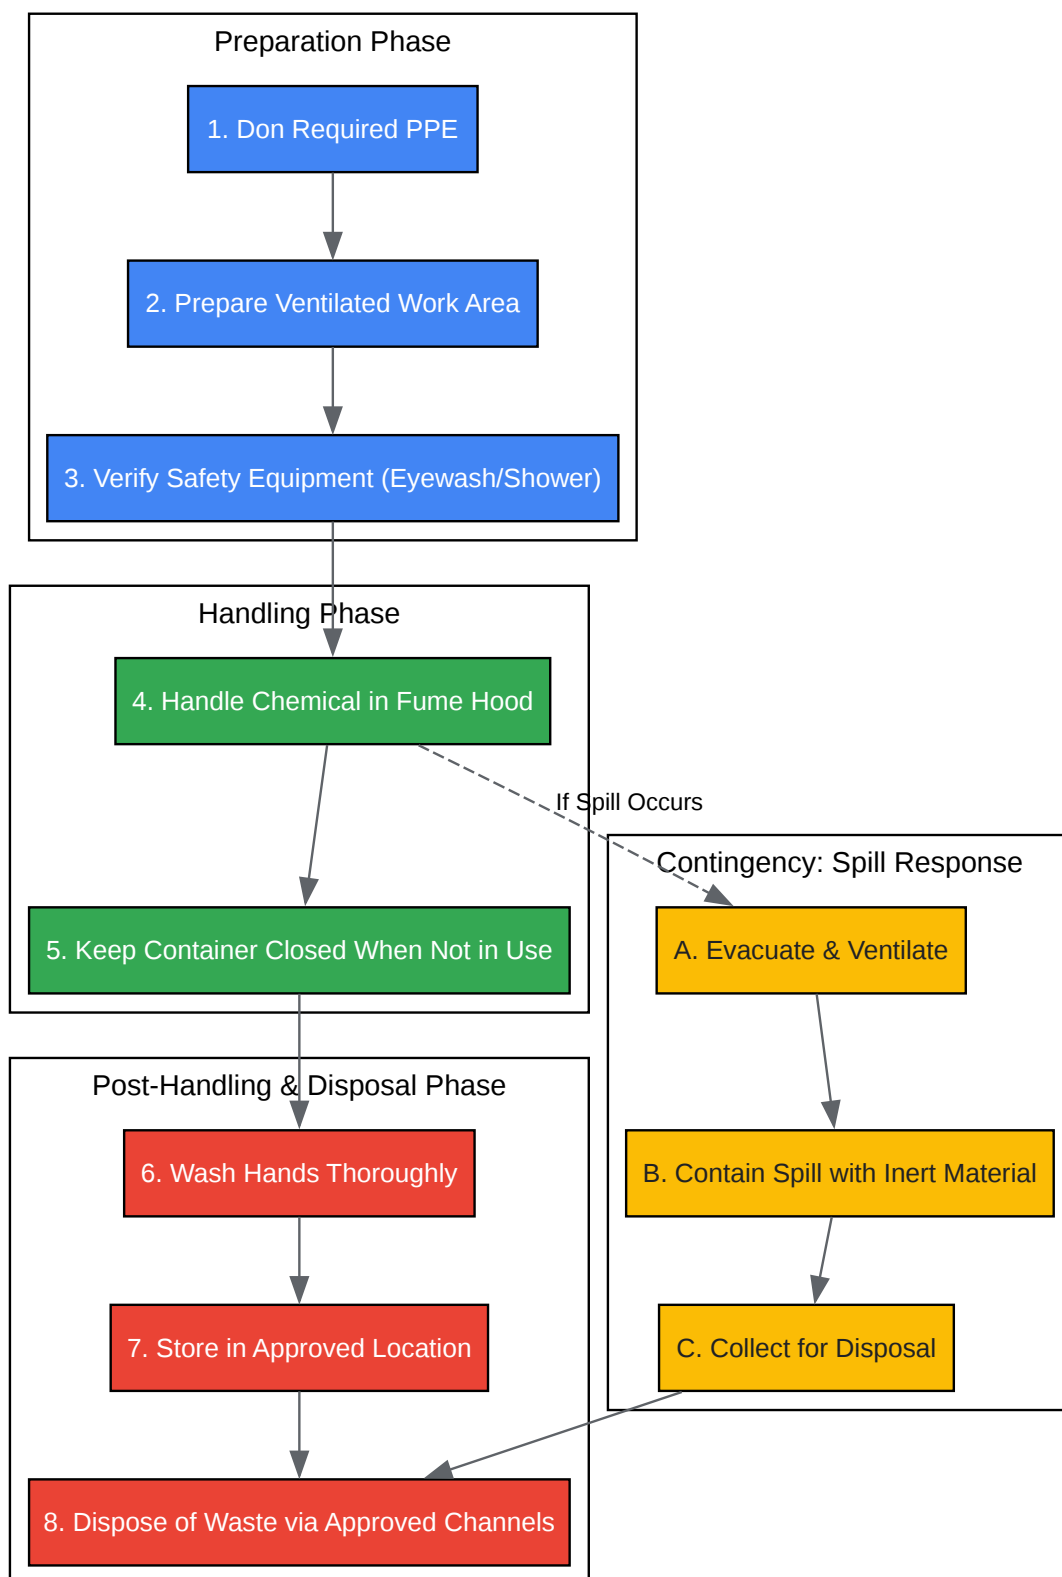 Preparation Phase
1. Don Required PPE
2. Prepare Ventilated Work Area
3. Verify Safety Equipment (Eyewash/Shower)
Handling Phase
4. Handle Chemical in Fume Hood
If Spill Occurs
5. Keep Container Closed When Not in Use
Contingency: Spill Response
A. Evacuate & Ventilate
B. Contain Spill with Inert Material
C. Collect for Disposal
Post-Handling & Disposal Phase
6. Wash Hands Thoroughly
7. Store in Approved Location
8. Dispose of Waste via Approved Channels